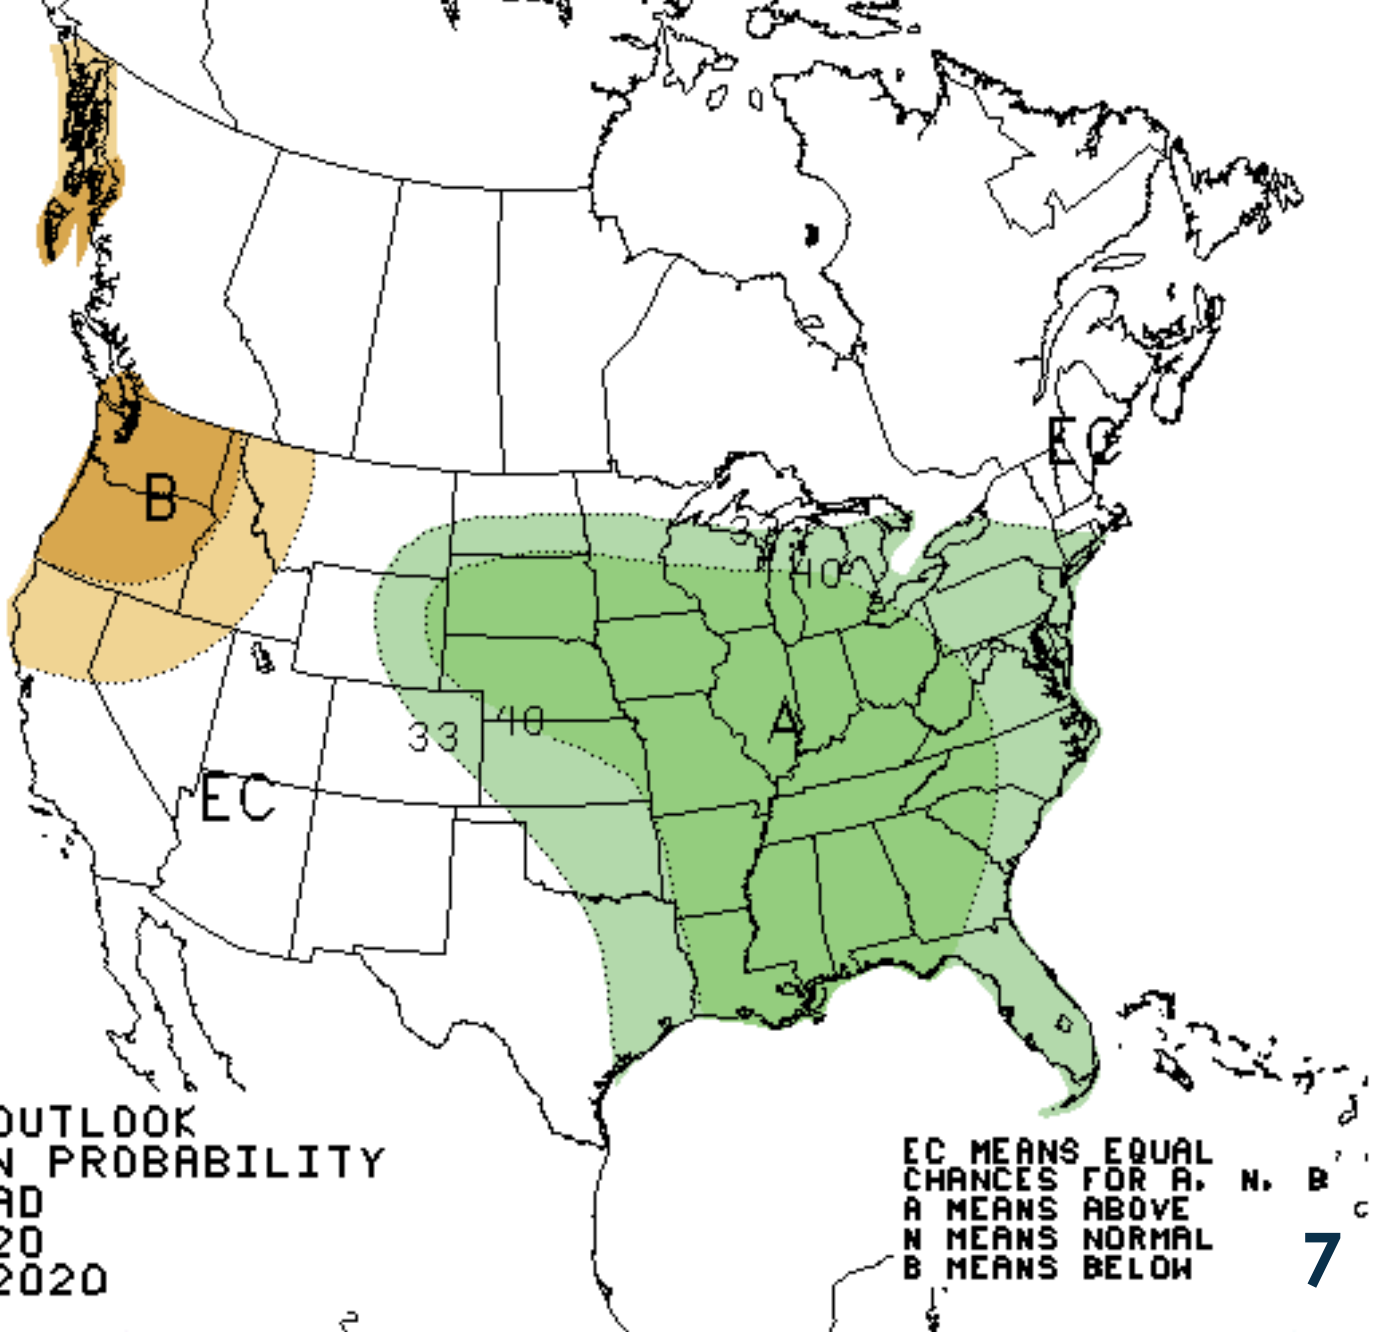 EC
B
40
A
40
33
EC
OUTLOOK
N PROBABILITY
AD
20
2020
EC MEANS EQUAL
CHANCES FOR A, N, B
A MEANS ABOVE
N MEANS NORMAL
B MEANS BELOW
7